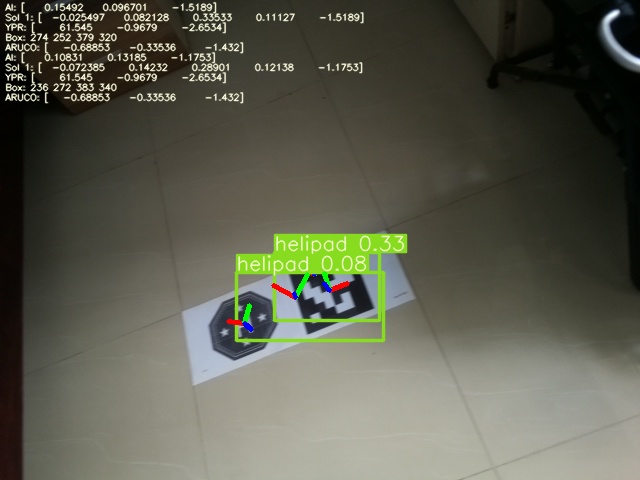 AI: [ 0.15492 0.096701 -1.5189]
Sol 1: [ -0.025497 0.082128 0.33533 0.11127 -1.5189]
YPR: [ 61.545 -0.9679 -2.6534]
Box: 274 252 379 320
ARUCO: [ -0.68853 -0.33536 -1.432]
AI: [ 0.10831 0.13185 -1.1753]
Sol 1: [ -0.072385 0.14232 0.28901 0.12138 -1.1753]
YPR: [ 61.545 -0.9679 -2.6534]
Box: 236 272 383 340
ARUCO: [ -0.68853 -0.33536 -1.432]
helipad 0.33
helipad 0.08